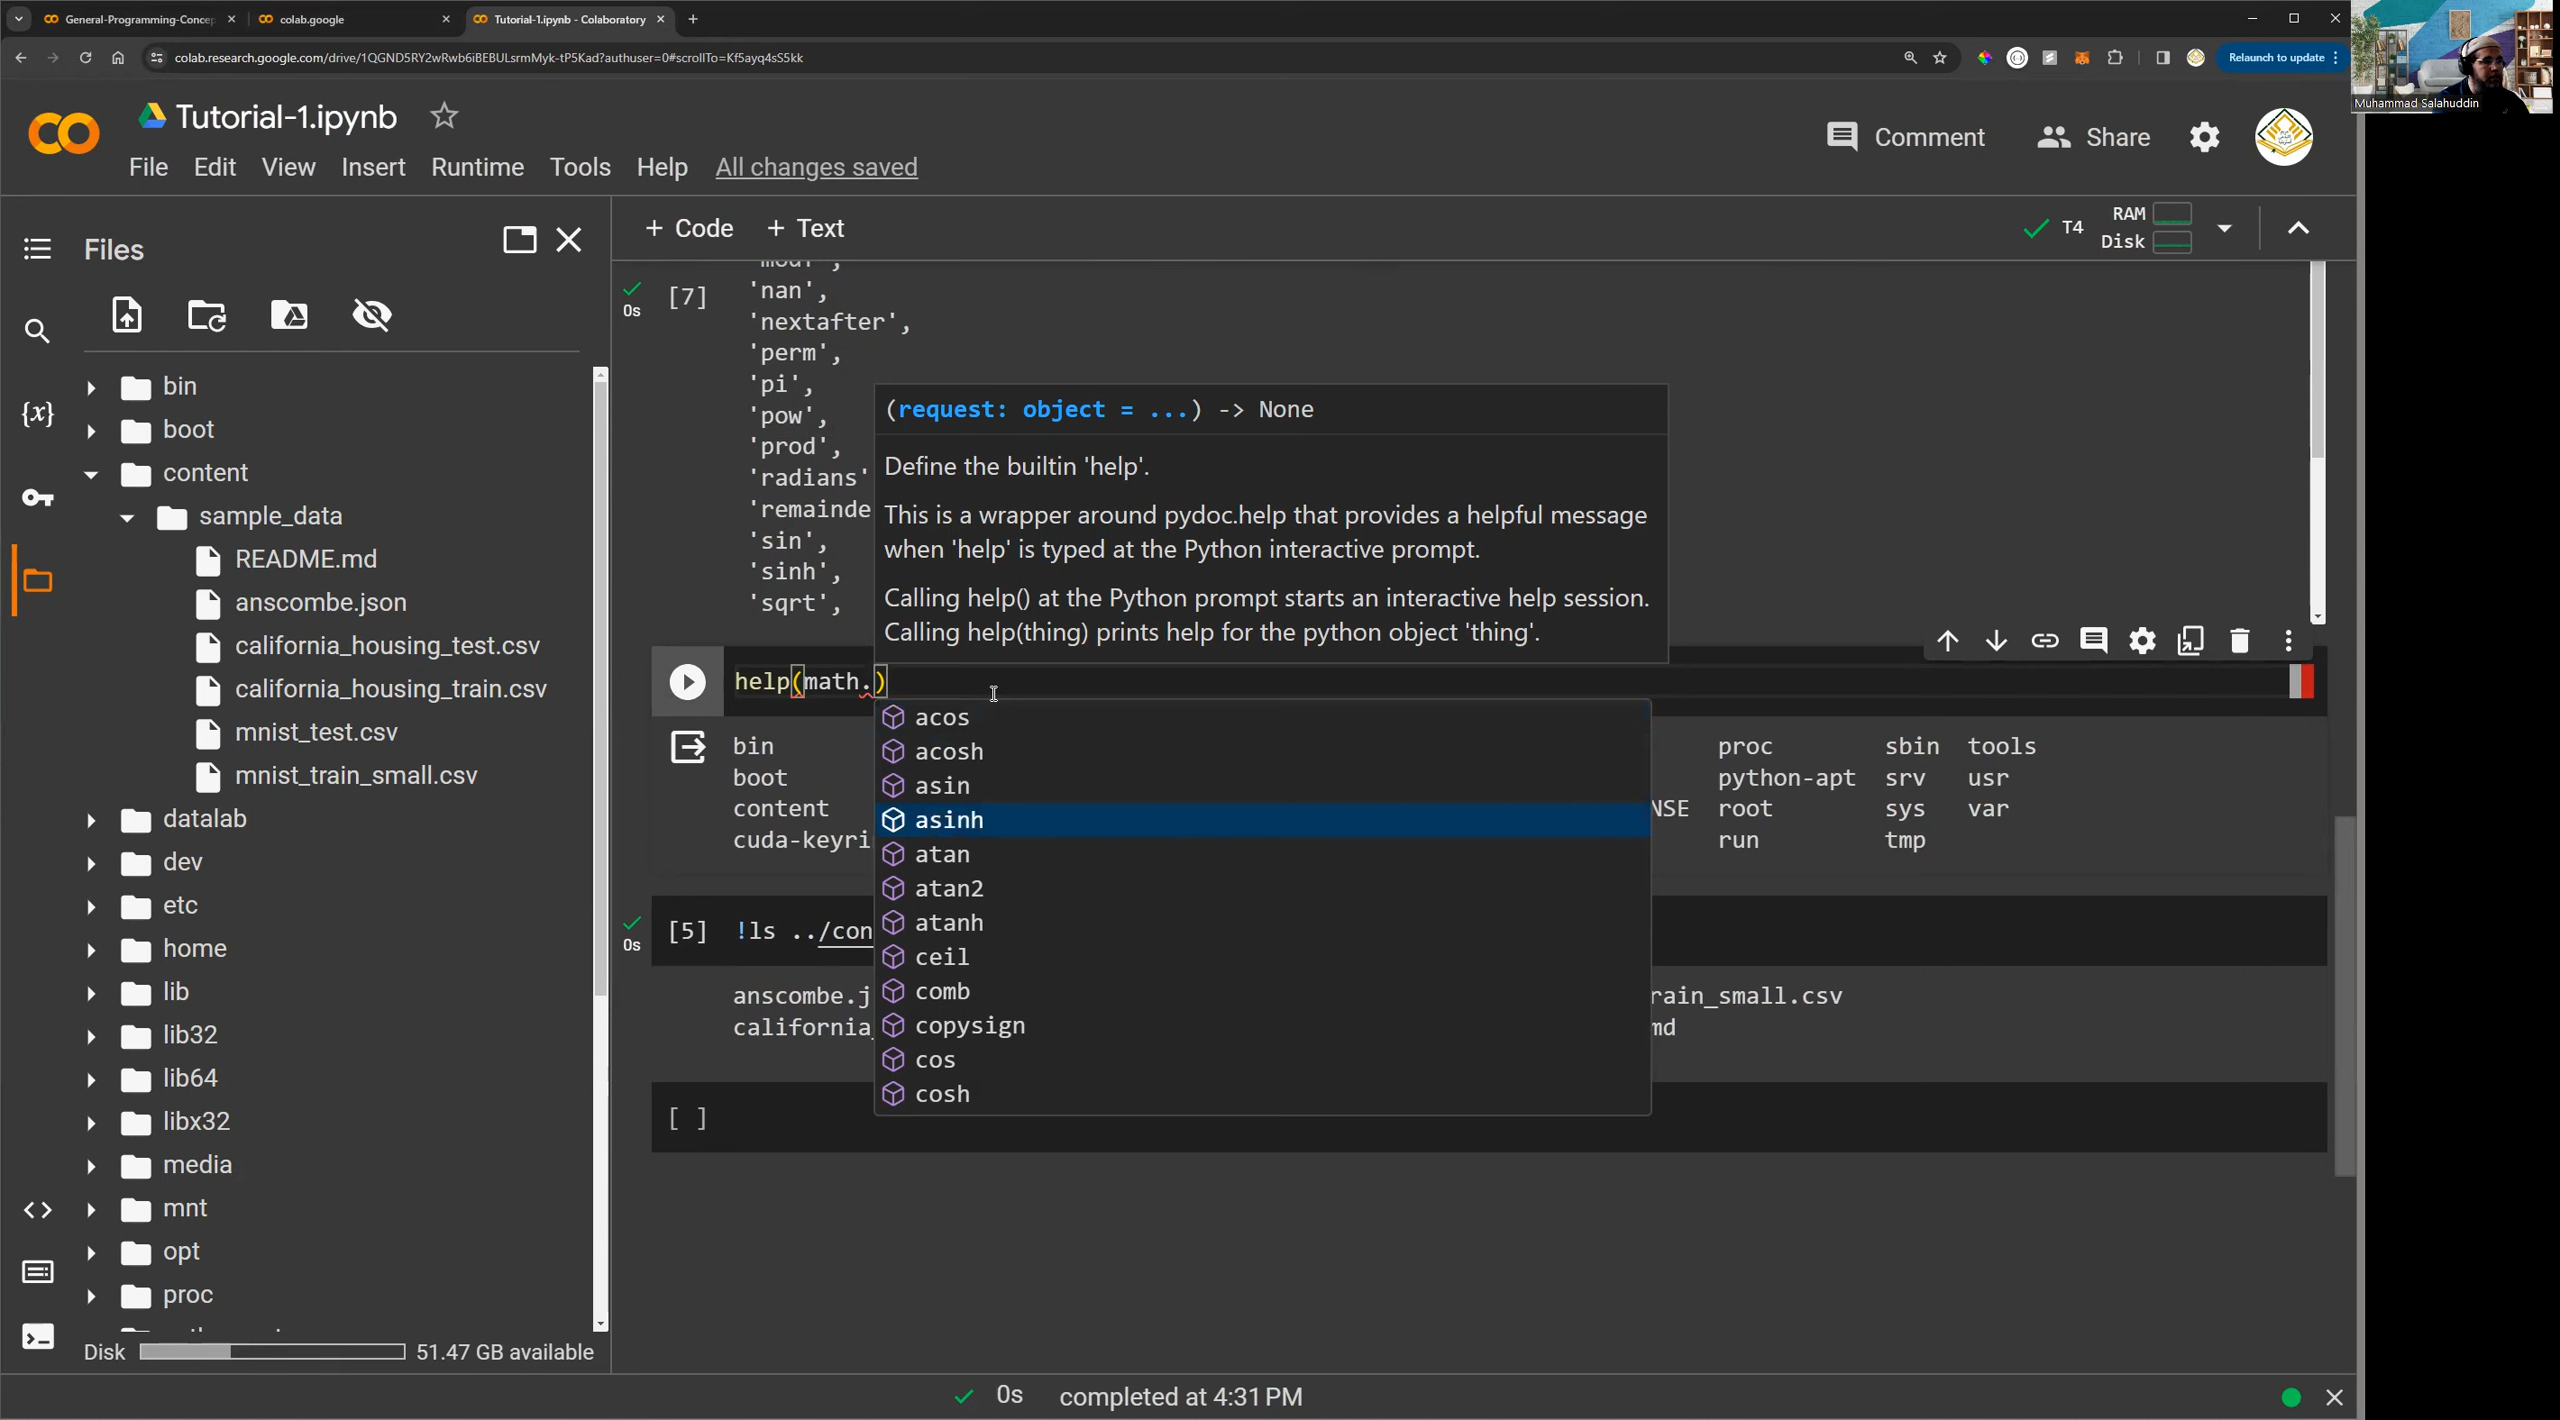 General-Programming-Concep
colab.google
Tutorial-1.ipynb - Colaboratory
colab.research.google.com/drive/1QGND5RY2wRwb6iBEBULsrmMyk-tP5Kad?authuser=0#scrollTo=Kf5ayq4sS5kk
Relaunch to update
Muhammad Salahuddin
CO
Tutorial-1.ipynb
File Edit View Insert Runtime Tools Help All changes saved
Comment Share
Files
+ Code + Text
T4 RAM
Disk
bin
boot
content
sample_data
README.md
anscombe.json
california_housing_test.csv
california_housing_train.csv
mnist_test.csv
mnist_train_small.csv
datalab
dev
etc
home
lib
lib32
lib64
libx32
media
mnt
opt
proc
Disk 51.47 GB available
{x}
0s [7]
'nan',
'nextafter',
'perm',
'pi',
'pow',
'prod',
'radians'
'remainde
'sin',
'sinh',
'sqrt',
(request: object = ...) -> None
Define the builtin 'help'.
This is a wrapper around pydoc.help that provides a helpful message
when 'help' is typed at the Python interactive prompt.
Calling help() at the Python prompt starts an interactive help session.
Calling help(thing) prints help for the python object 'thing'.
help(math.)
acos
acosh
asin
asinh
atan
atan2
atanh
ceil
comb
copysign
cos
cosh
bin proc sbin tools
boot python-apt srv usr
content NSE root sys var
cuda-keyri run tmp
0s [5] !ls ../con
anscombe.j rain_small.csv
california_ md
[ ]
0s completed at 4:31 PM